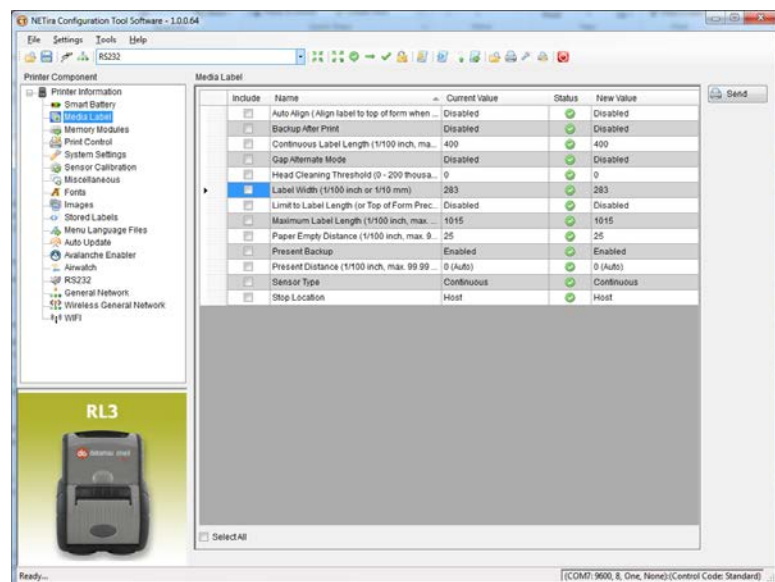 NETira Configuration Tool Software - 1.0.0.64
File Settings Tools Help
RS232
Printer Component
Media Label
Printer Information
Smart Battery
Media Label
Memory Modules
Print Control
System Settings
Sensor Calibration
Miscellaneous
Fonts
Images
Stored Labels
Menu Language Files
Auto Update
Avalanche Enabler
Airwatch
RS232
General Network
Wireless General Network
WIFI
Include Name Current Value Status New Value
Auto Align ( Align label to top of form when ... Disabled Disabled
Backup After Print Disabled Disabled
Continuous Label Length (1/100 inch, ma... 400 400
Gap Alternate Mode Disabled Disabled
Head Cleaning Threshold (0 - 200 thousa... 0 0
Label Width (1/100 inch or 1/10 mm) 283 283
Limit to Label Length (or Top of Form Prec... Disabled Disabled
Maximum Label Length (1/100 inch, max. ... 1015 1015
Paper Empty Distance (1/100 inch, max. 9... 25 25
Present Backup Enabled Enabled
Present Distance (1/100 inch, max. 99.99 ... 0 (Auto) 0 (Auto)
Sensor Type Continuous Continuous
Stop Location Host Host
Send
RL3
Select All
Ready...
(COM7: 9600, 8, One, None):(Control Code: Standard)